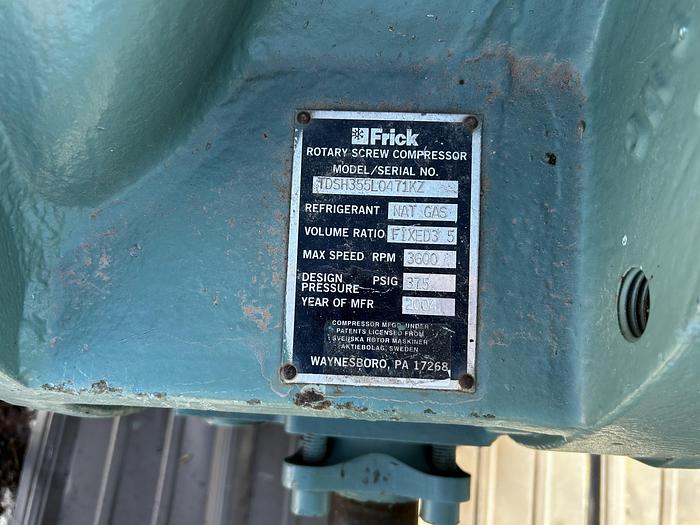 Frick
ROTARY SCREW COMPRESSOR
MODEL/SERIAL NO.
TDSH355L0471KZ
REFRIGERANT NAT GAS
VOLUME RATIO FIXED3 5
MAX SPEED RPM 3600
DESIGN PRESSURE PSIG 375
YEAR OF MFR 2004
COMPRESSOR MFGD. UNDER
PATENTS LICENSED FROM
SVENSKA ROTOR MASKINER
AKTIEBOLAG, SWEDEN
WAYNESBORO, PA 17268